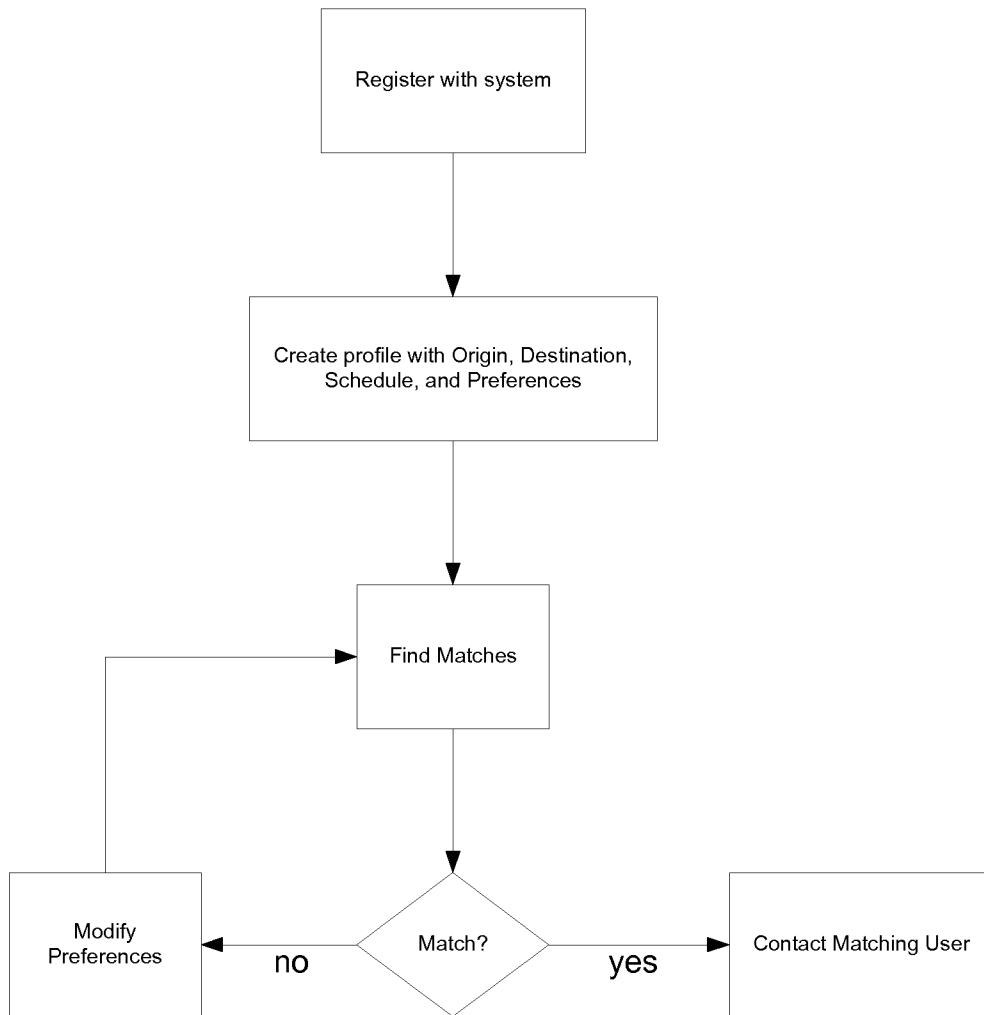 Register with system
Create profile with Origin, Destination,
Schedule, and Preferences
Find Matches
Modify
Preferences
no
Match?
yes
Contact Matching User